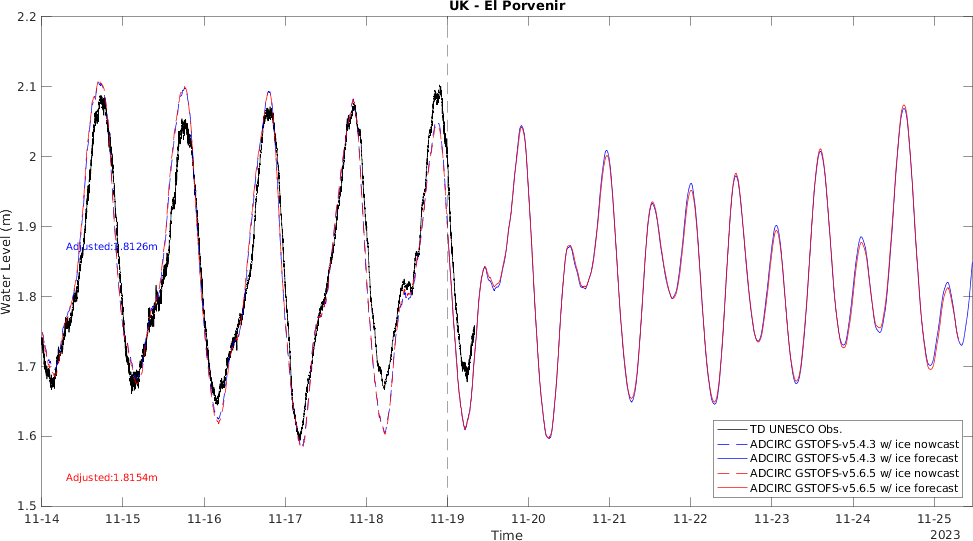 UK - El Porvenir
2.2
2.1
2
1.9
1.8
1.7
1.6
1.5
Water Level (m)
Adjusted:1.8126m
Adjusted:1.8154m
TD UNESCO Obs.
ADCIRC GSTOFS-v5.4.3 w/ ice nowcast
ADCIRC GSTOFS-v5.4.3 w/ ice forecast
ADCIRC GSTOFS-v5.6.5 w/ ice nowcast
ADCIRC GSTOFS-v5.6.5 w/ ice forecast
11-14 11-15 11-16 11-17 11-18 11-19 11-20 11-21 11-22 11-23 11-24 11-25
Time
2023